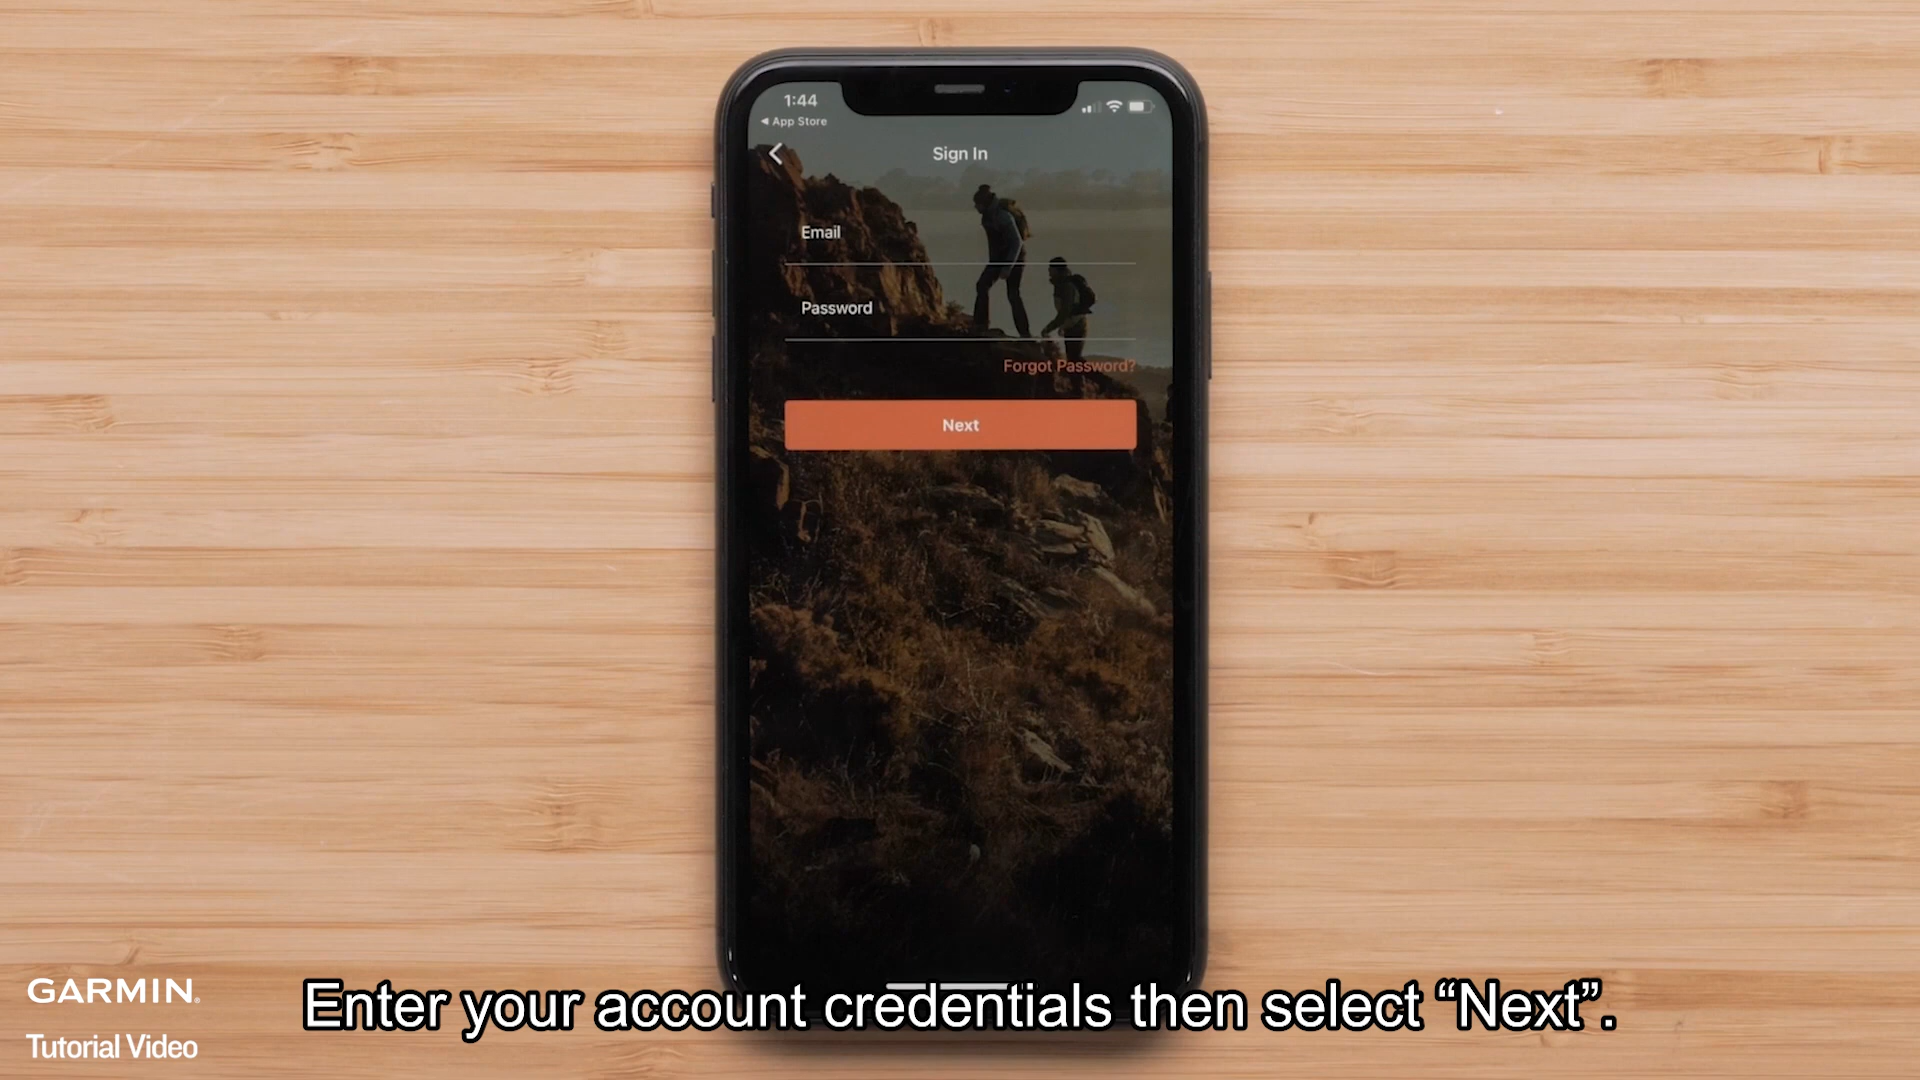 1:44
◀ App Store
Sign In
Email
Password
Forgot Password?
Next
GARMIN®
Tutorial Video
Enter your account credentials then select “Next”.